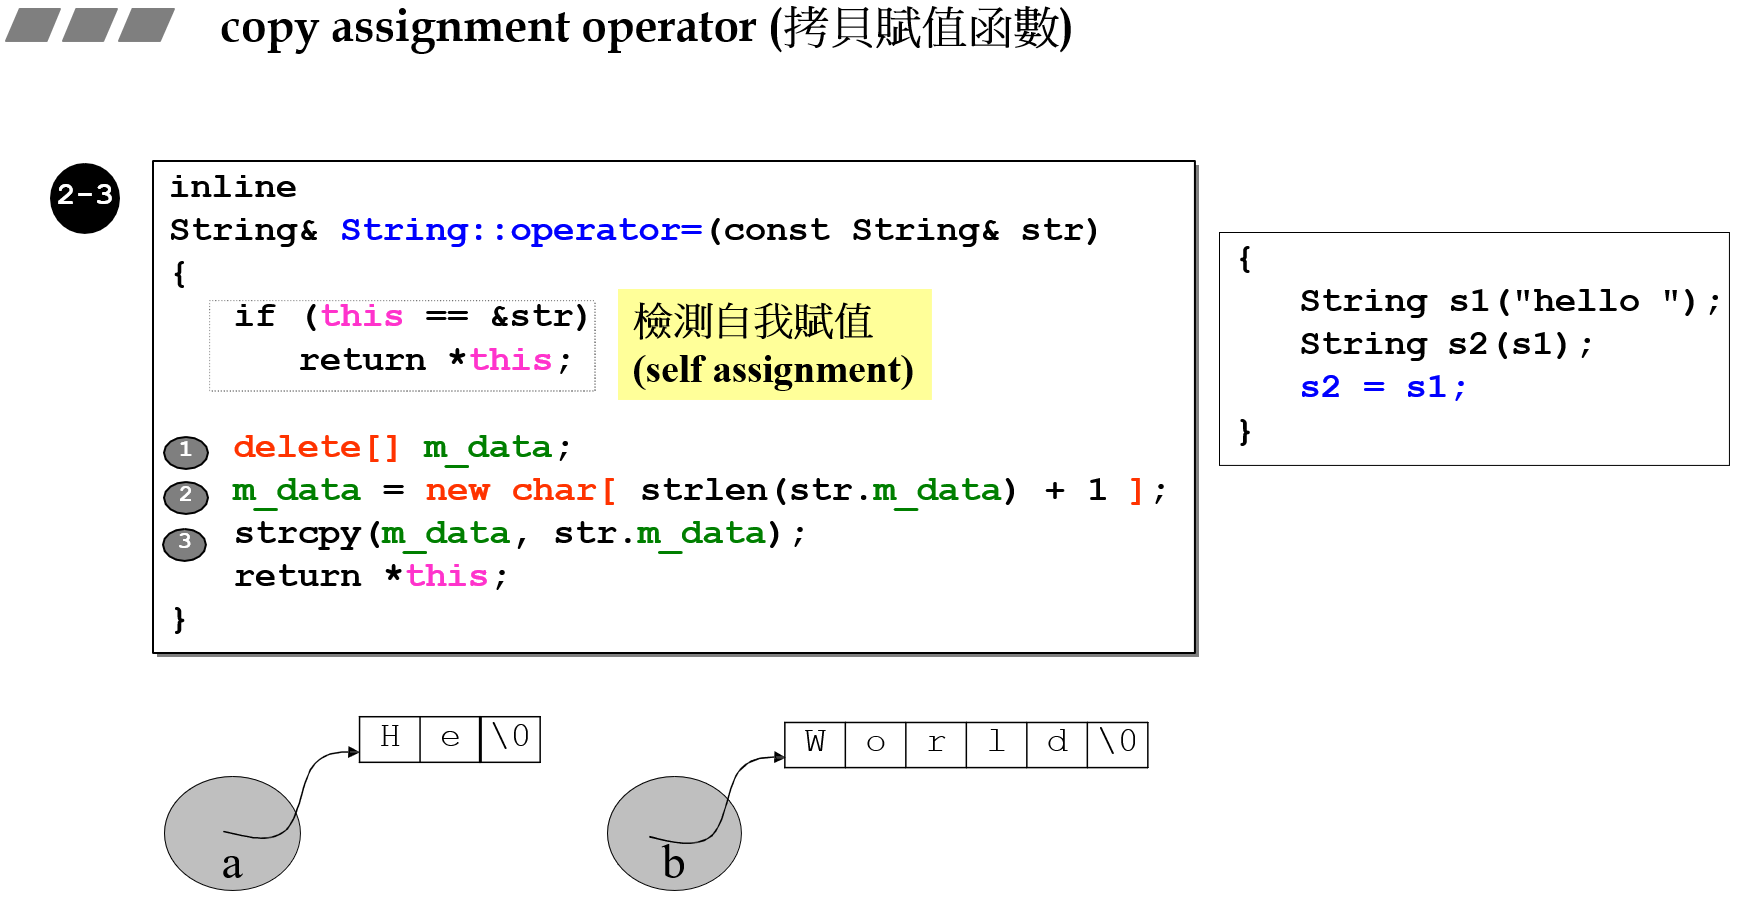 copy assignment operator (拷貝賦值函數)
2-3
inline
String& String::operator=(const String& str)
{
if (this == &str)
return *this;
檢測自我賦值
(self assignment)
1 delete[] m_data;
2 m_data = new char[ strlen(str.m_data) + 1 ];
3 strcpy(m_data, str.m_data);
return *this;
}
{
String s1("hello ");
String s2(s1);
s2 = s1;
}
H e \0
W o r l d \0
a
b